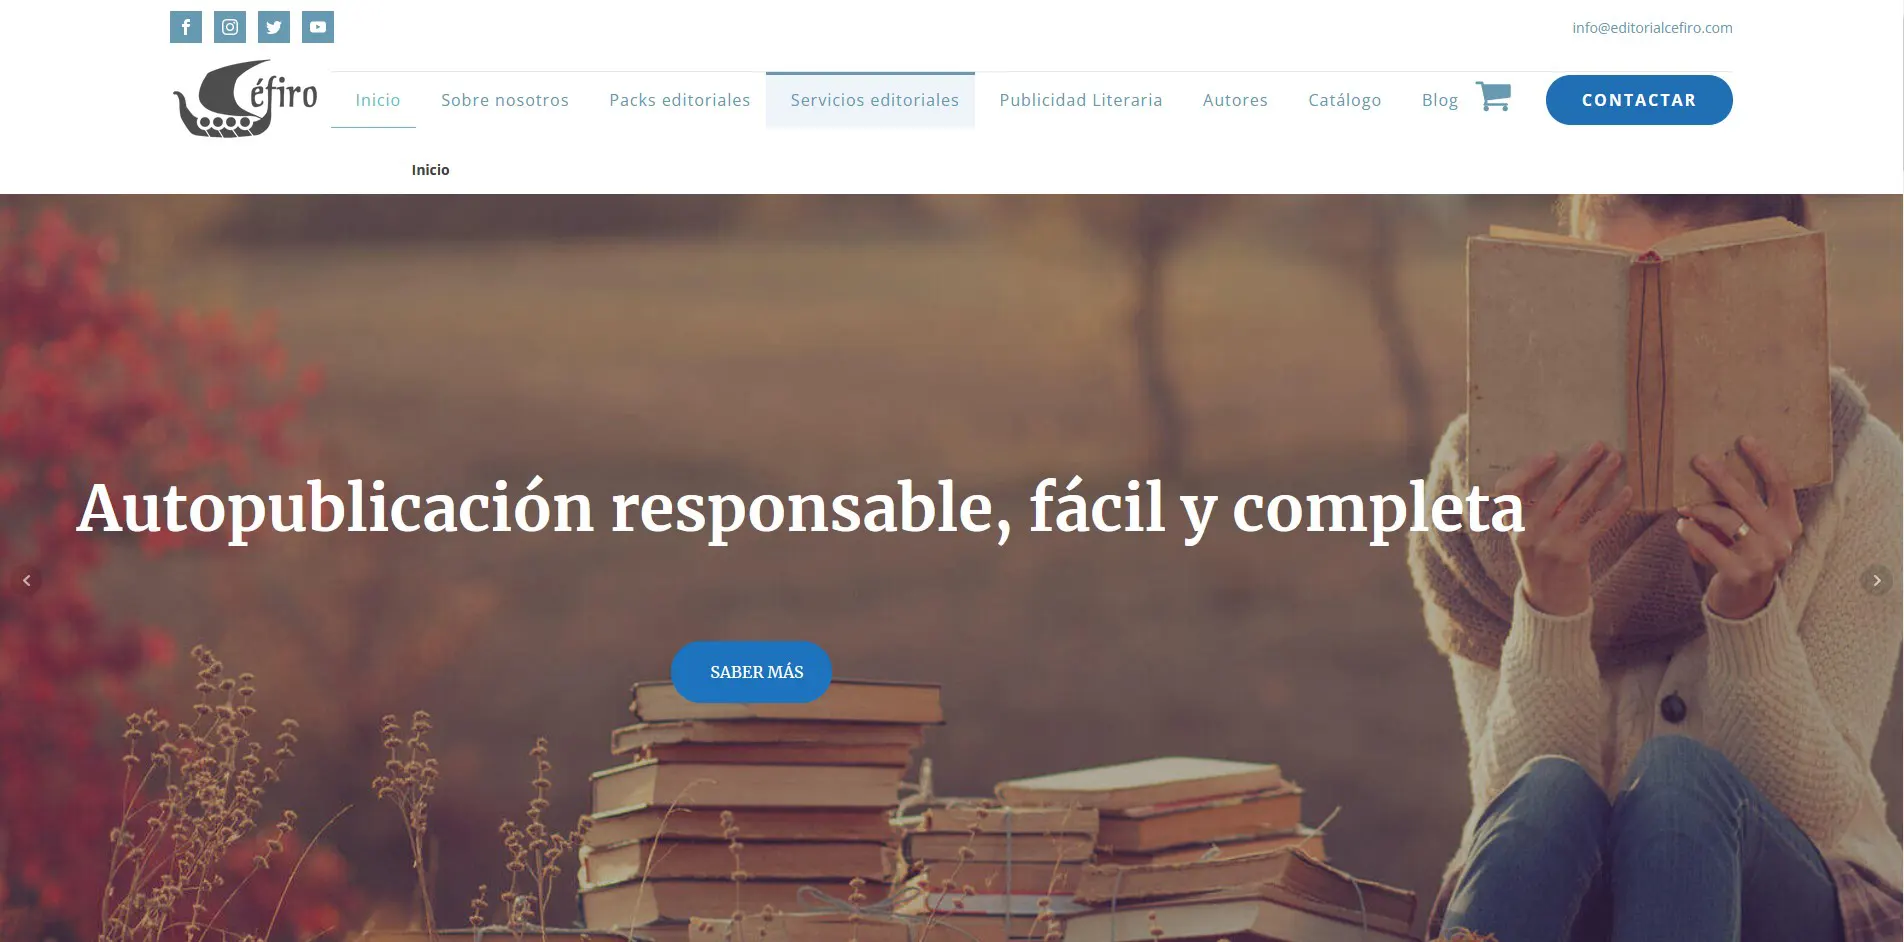 info@editorialcefiro.com
Céfiro
Inicio
Sobre nosotros
Packs editoriales
Servicios editoriales
Publicidad Literaria
Autores
Catálogo
Blog
CONTACTAR
Inicio
Autopublicación responsable, fácil y completa
SABER MÁS